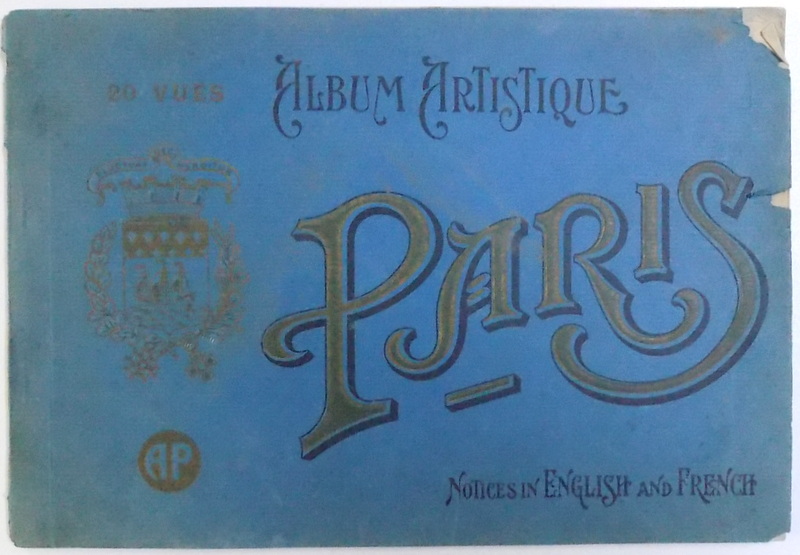 20 VUES
ALBUM ARTISTIQUE
PARIS
AP
NOTICES IN ENGLISH AND FRENCH